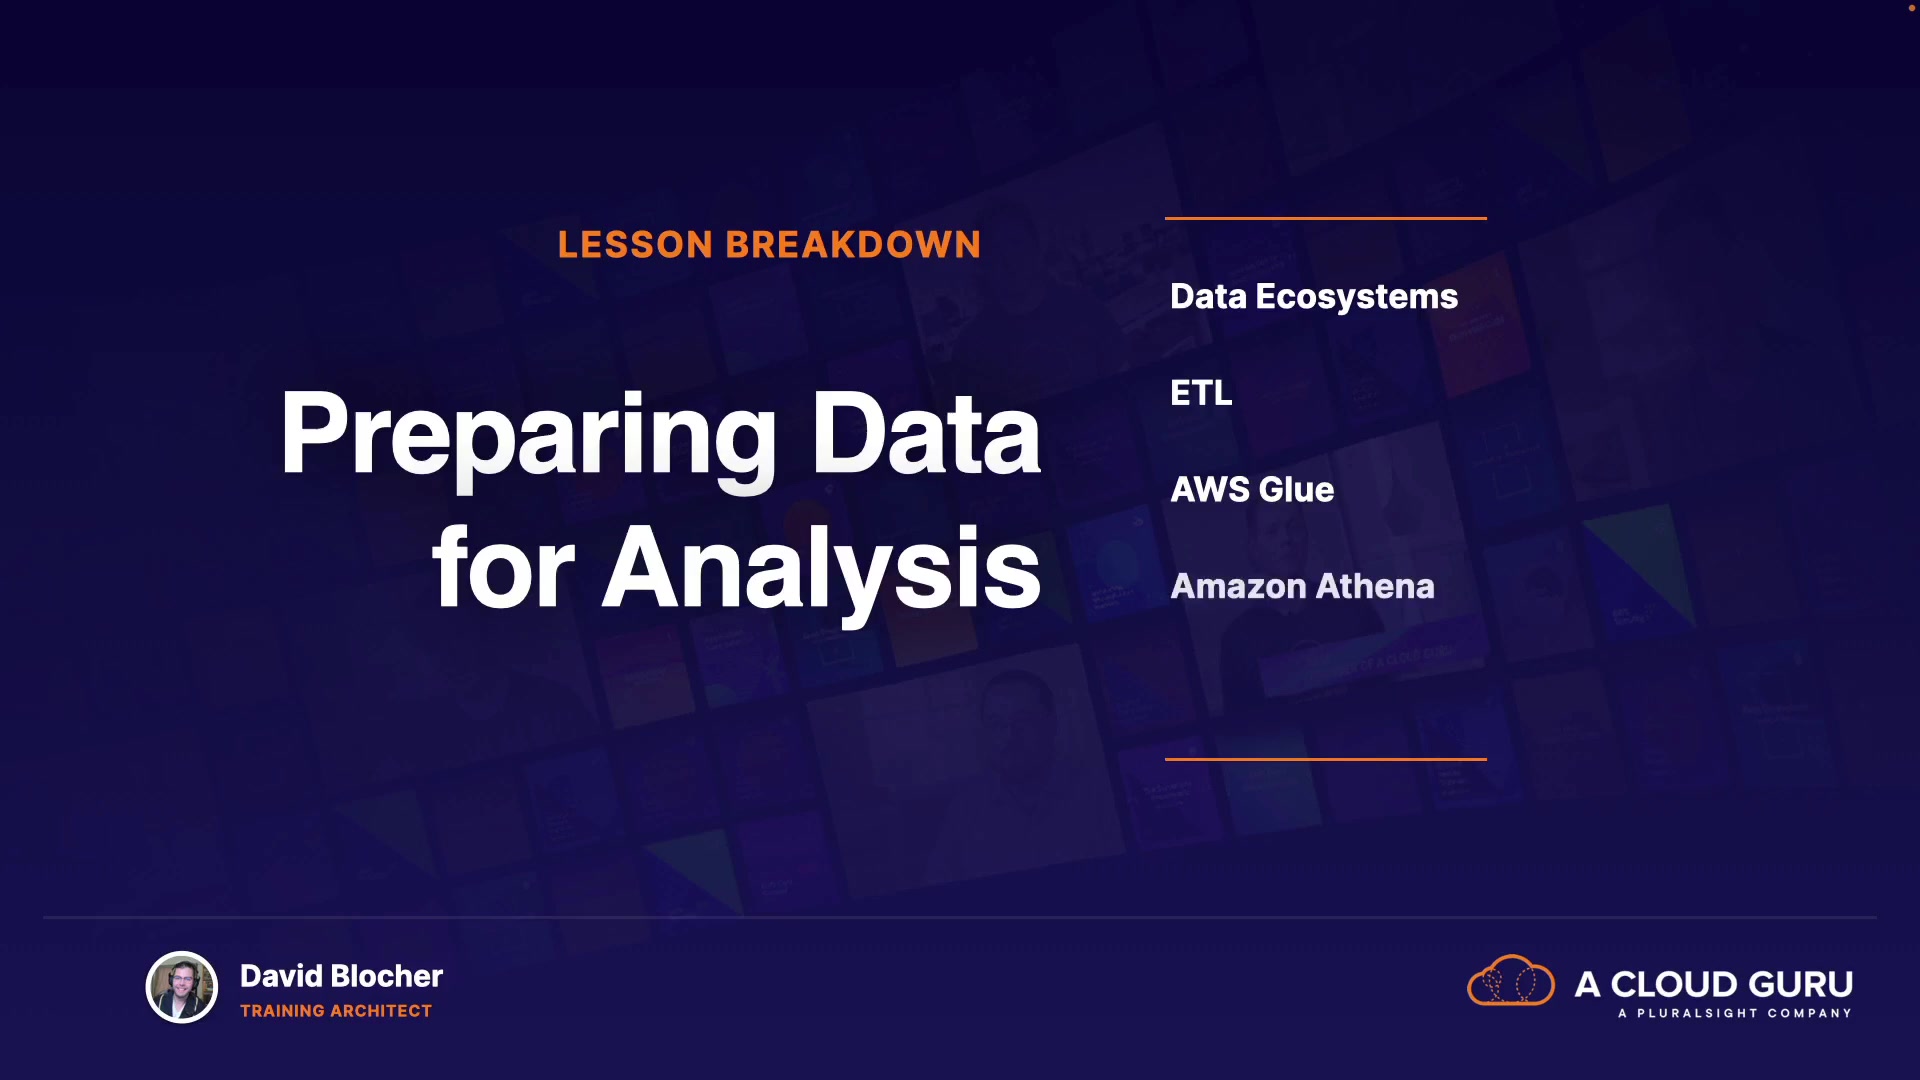 LESSON BREAKDOWN
Preparing Data
for Analysis
Data Ecosystems
ETL
AWS Glue
Amazon Athena
David Blocher
TRAINING ARCHITECT
A CLOUD GURU
A PLURALSIGHT COMPANY